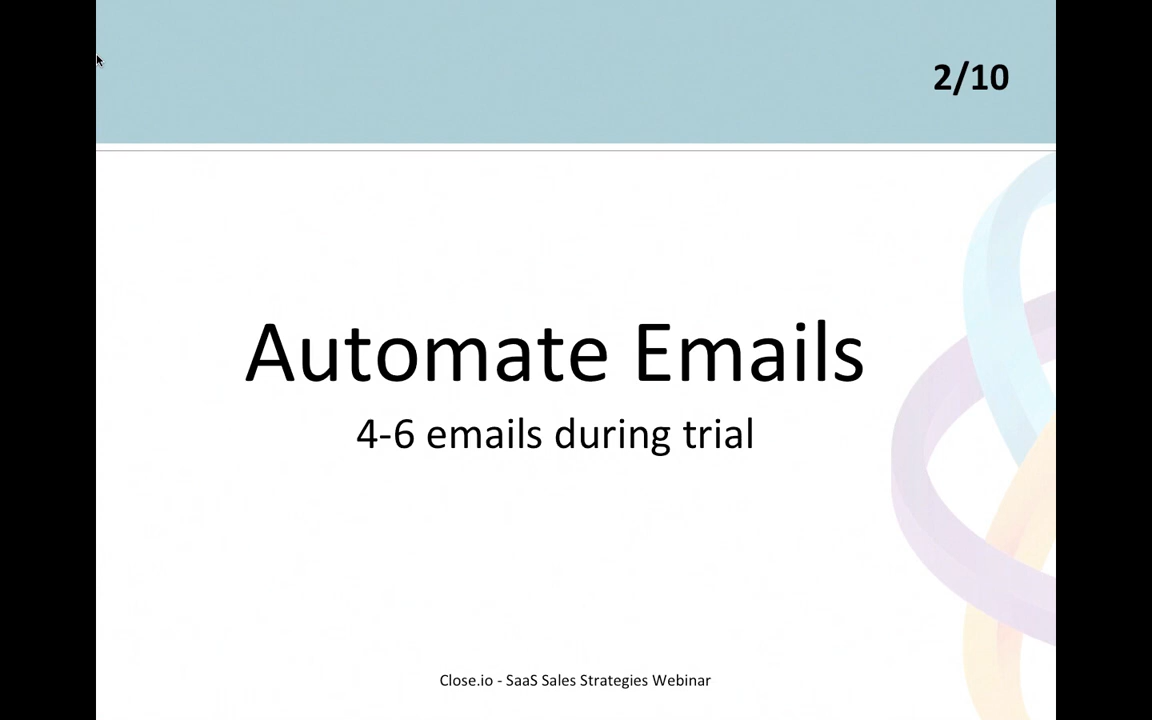 2/10
Automate Emails
4-6 emails during trial
Close.io - SaaS Sales Strategies Webinar